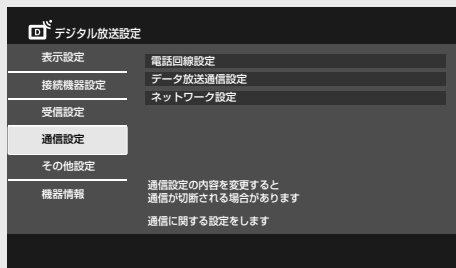 D デジタル放送設定
表示設定
接続機器設定
受信設定
通信設定
その他設定
機器情報
電話回線設定
データ放送通信設定
ネットワーク設定
通信設定の内容を変更すると
通信が切断される場合があります
通信に関する設定をします